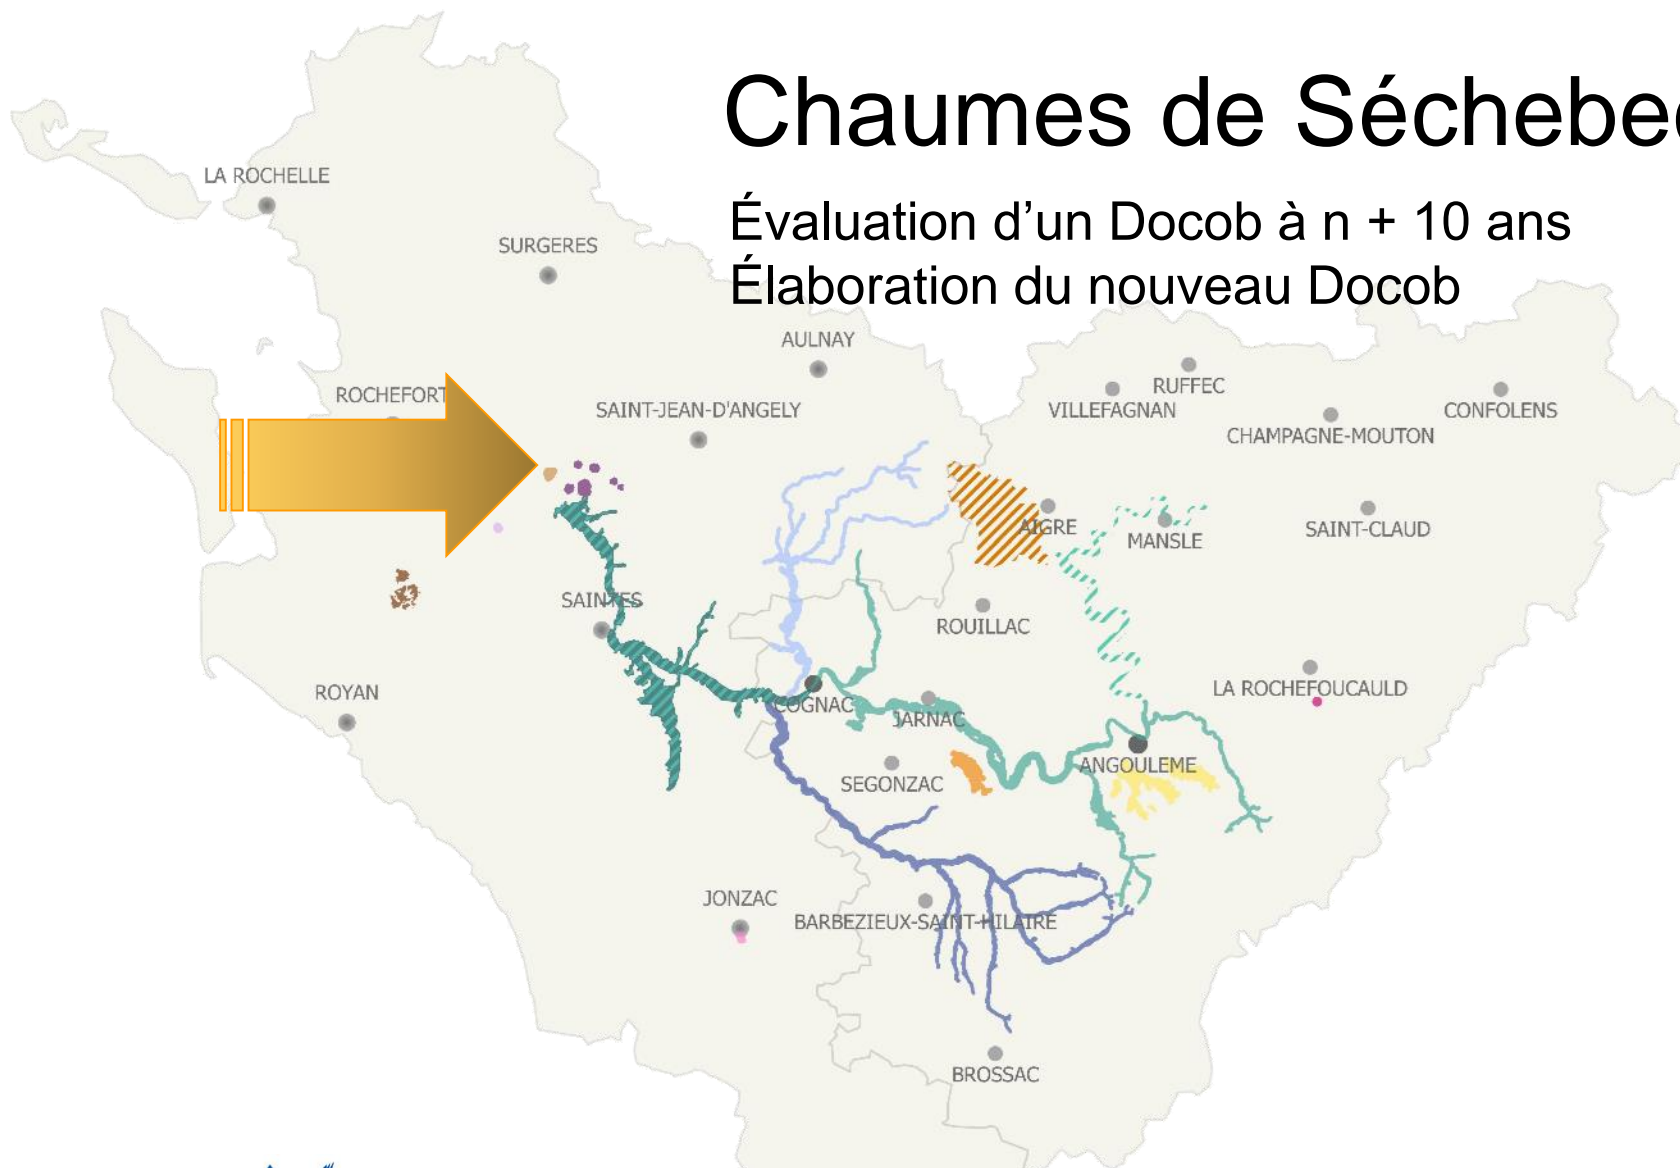 Chaumes de Séchebec
Évaluation d’un Docob à n + 10 ans
Élaboration du nouveau Docob
LA ROCHELLE
SURGERES
AULNAY
ROCHEFORT
SAINT-JEAN-D'ANGELY
VILLEFAGNAN
RUFFEC
CONFOLENS
CHAMPAGNE-MOUTON
AIGRE
MANSLE
SAINT-CLAUD
SAINTES
ROUILLAC
ROYAN
COGNAC
JARNAC
LA ROCHEFOUCAULD
SEGONZAC
ANGOULEME
JONZAC
BARBEZIEUX-SAINT-HILAIRE
BROSSAC